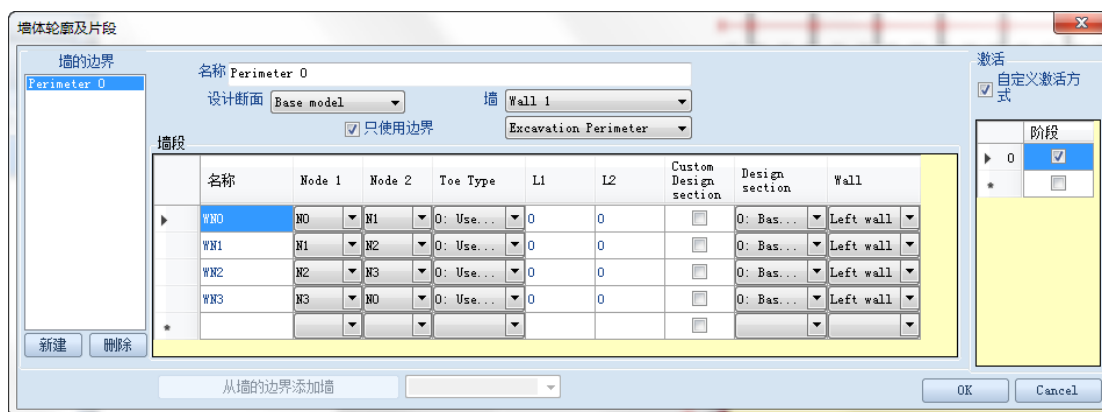 墙体轮廓及片段
墙的边界
Perimeter 0
新建
删除
名称 Perimeter 0
设计断面 Base model
墙 Wall 1
只使用边界
Excavation Perimeter
墙段
名称 Node 1 Node 2 Toe Type L1 L2 Custom Design section Design section Wall
WN0 N0 N1 0: Use... 0 0 0: Bas... Left wall
WN1 N1 N2 0: Use... 0 0 0: Bas... Left wall
WN2 N2 N3 0: Use... 0 0 0: Bas... Left wall
WN3 N3 N0 0: Use... 0 0 0: Bas... Left wall
从墙的边界添加墙
激活
自定义激活方
式
阶段
0
OK
Cancel